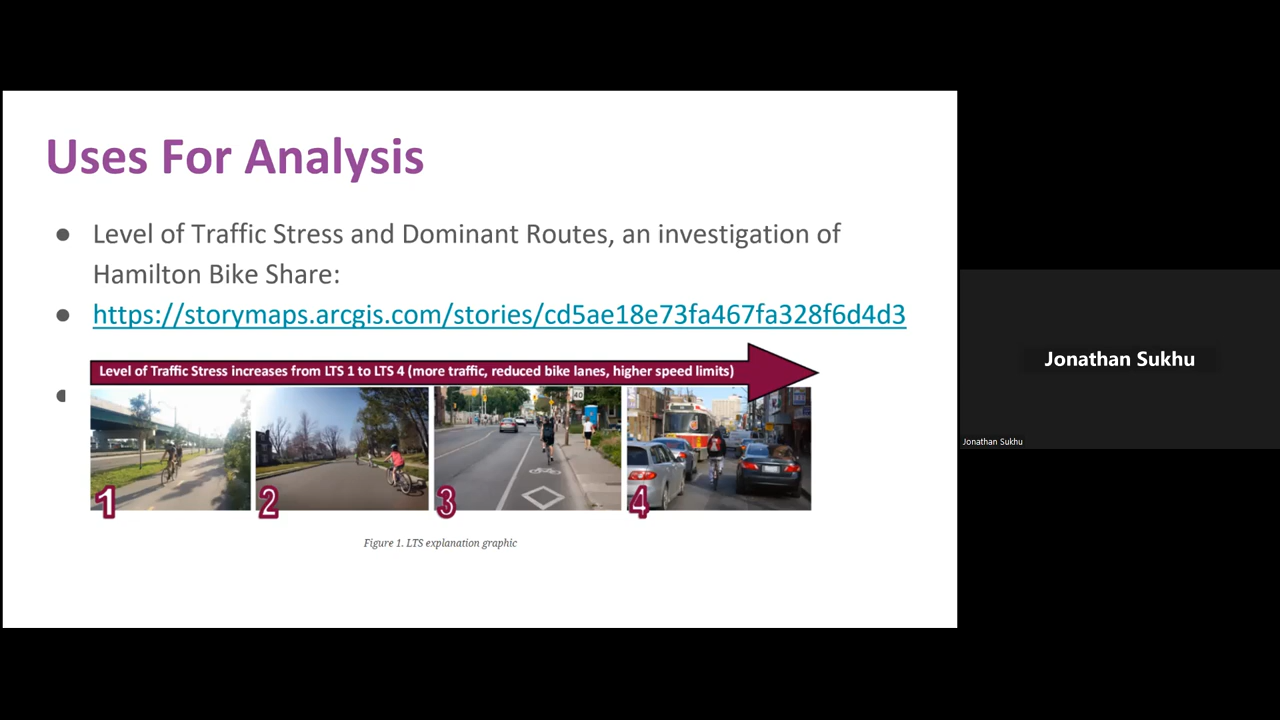 Uses For Analysis
● Level of Traffic Stress and Dominant Routes, an investigation of
Hamilton Bike Share:
● https://storymaps.arcgis.com/stories/cd5ae18e73fa467fa328f6d4d3
Level of Traffic Stress increases from LTS 1 to LTS 4 (more traffic, reduced bike lanes, higher speed limits)
40
1
2
3
4
Figure 1. LTS explanation graphic
Jonathan Sukhu
Jonathan Sukhu